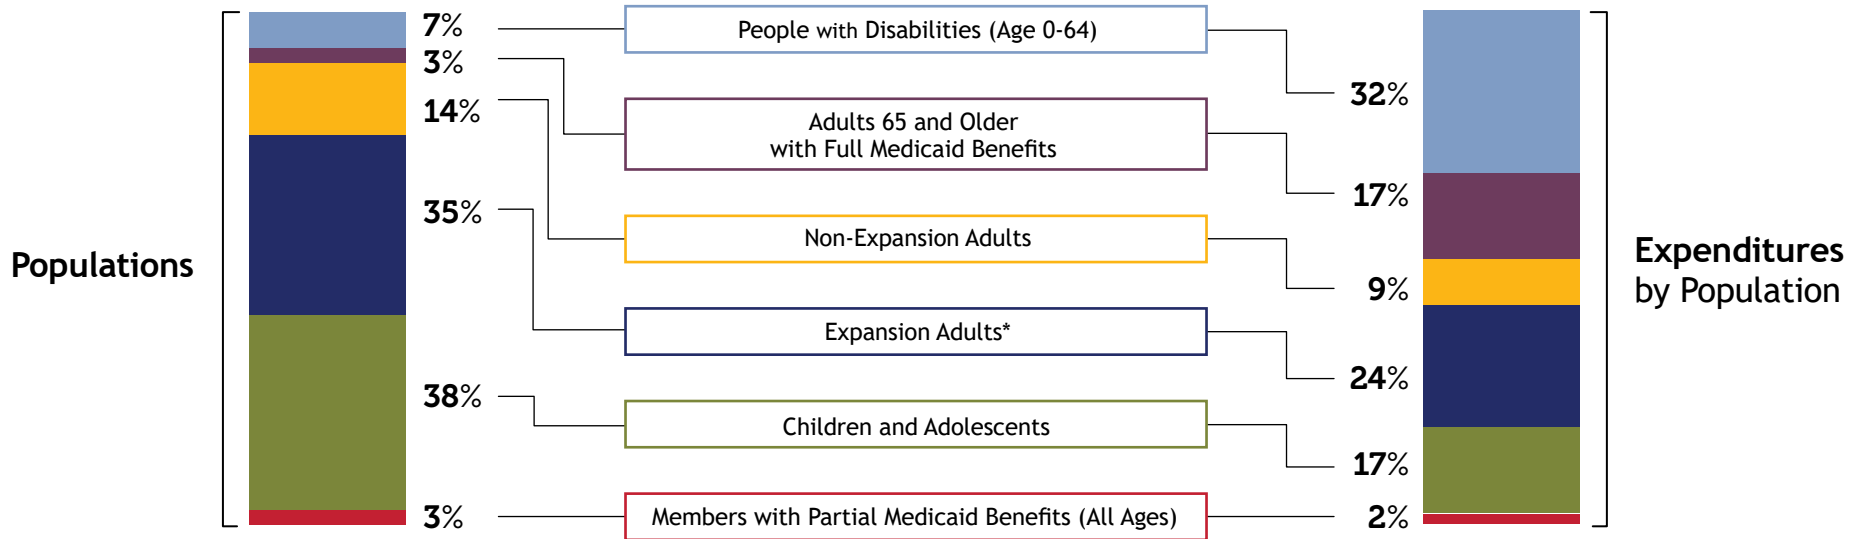 Populations
7%
3%
14%
35%
38%
3%
People with Disabilities (Age 0-64)
Adults 65 and Older
with Full Medicaid Benefits
Non-Expansion Adults
Expansion Adults*
Children and Adolescents
Members with Partial Medicaid Benefits (All Ages)
32%
17%
9%
24%
17%
2%
Expenditures
by Population